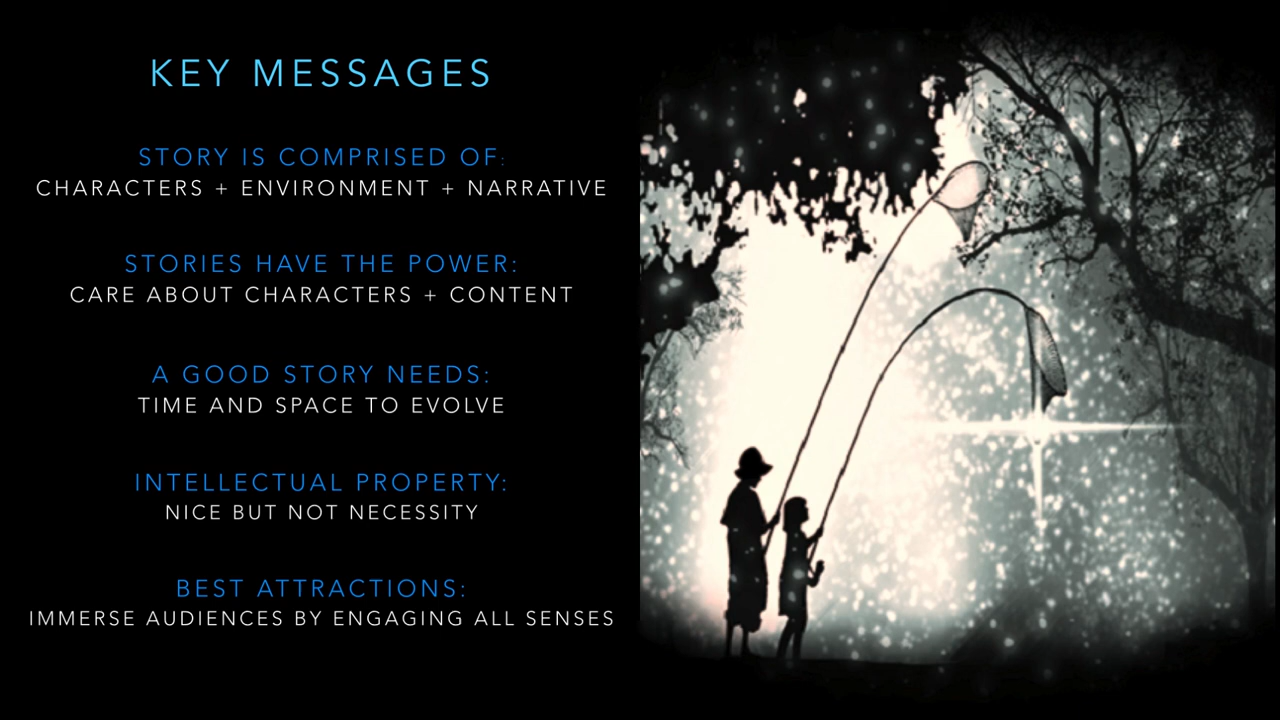 KEY MESSAGES
STORY IS COMPRISED OF:
CHARACTERS + ENVIRONMENT + NARRATIVE
STORIES HAVE THE POWER:
CARE ABOUT CHARACTERS + CONTENT
A GOOD STORY NEEDS:
TIME AND SPACE TO EVOLVE
INTELLECTUAL PROPERTY:
NICE BUT NOT NECESSITY
BEST ATTRACTIONS:
IMMERSE AUDIENCES BY ENGAGING ALL SENSES